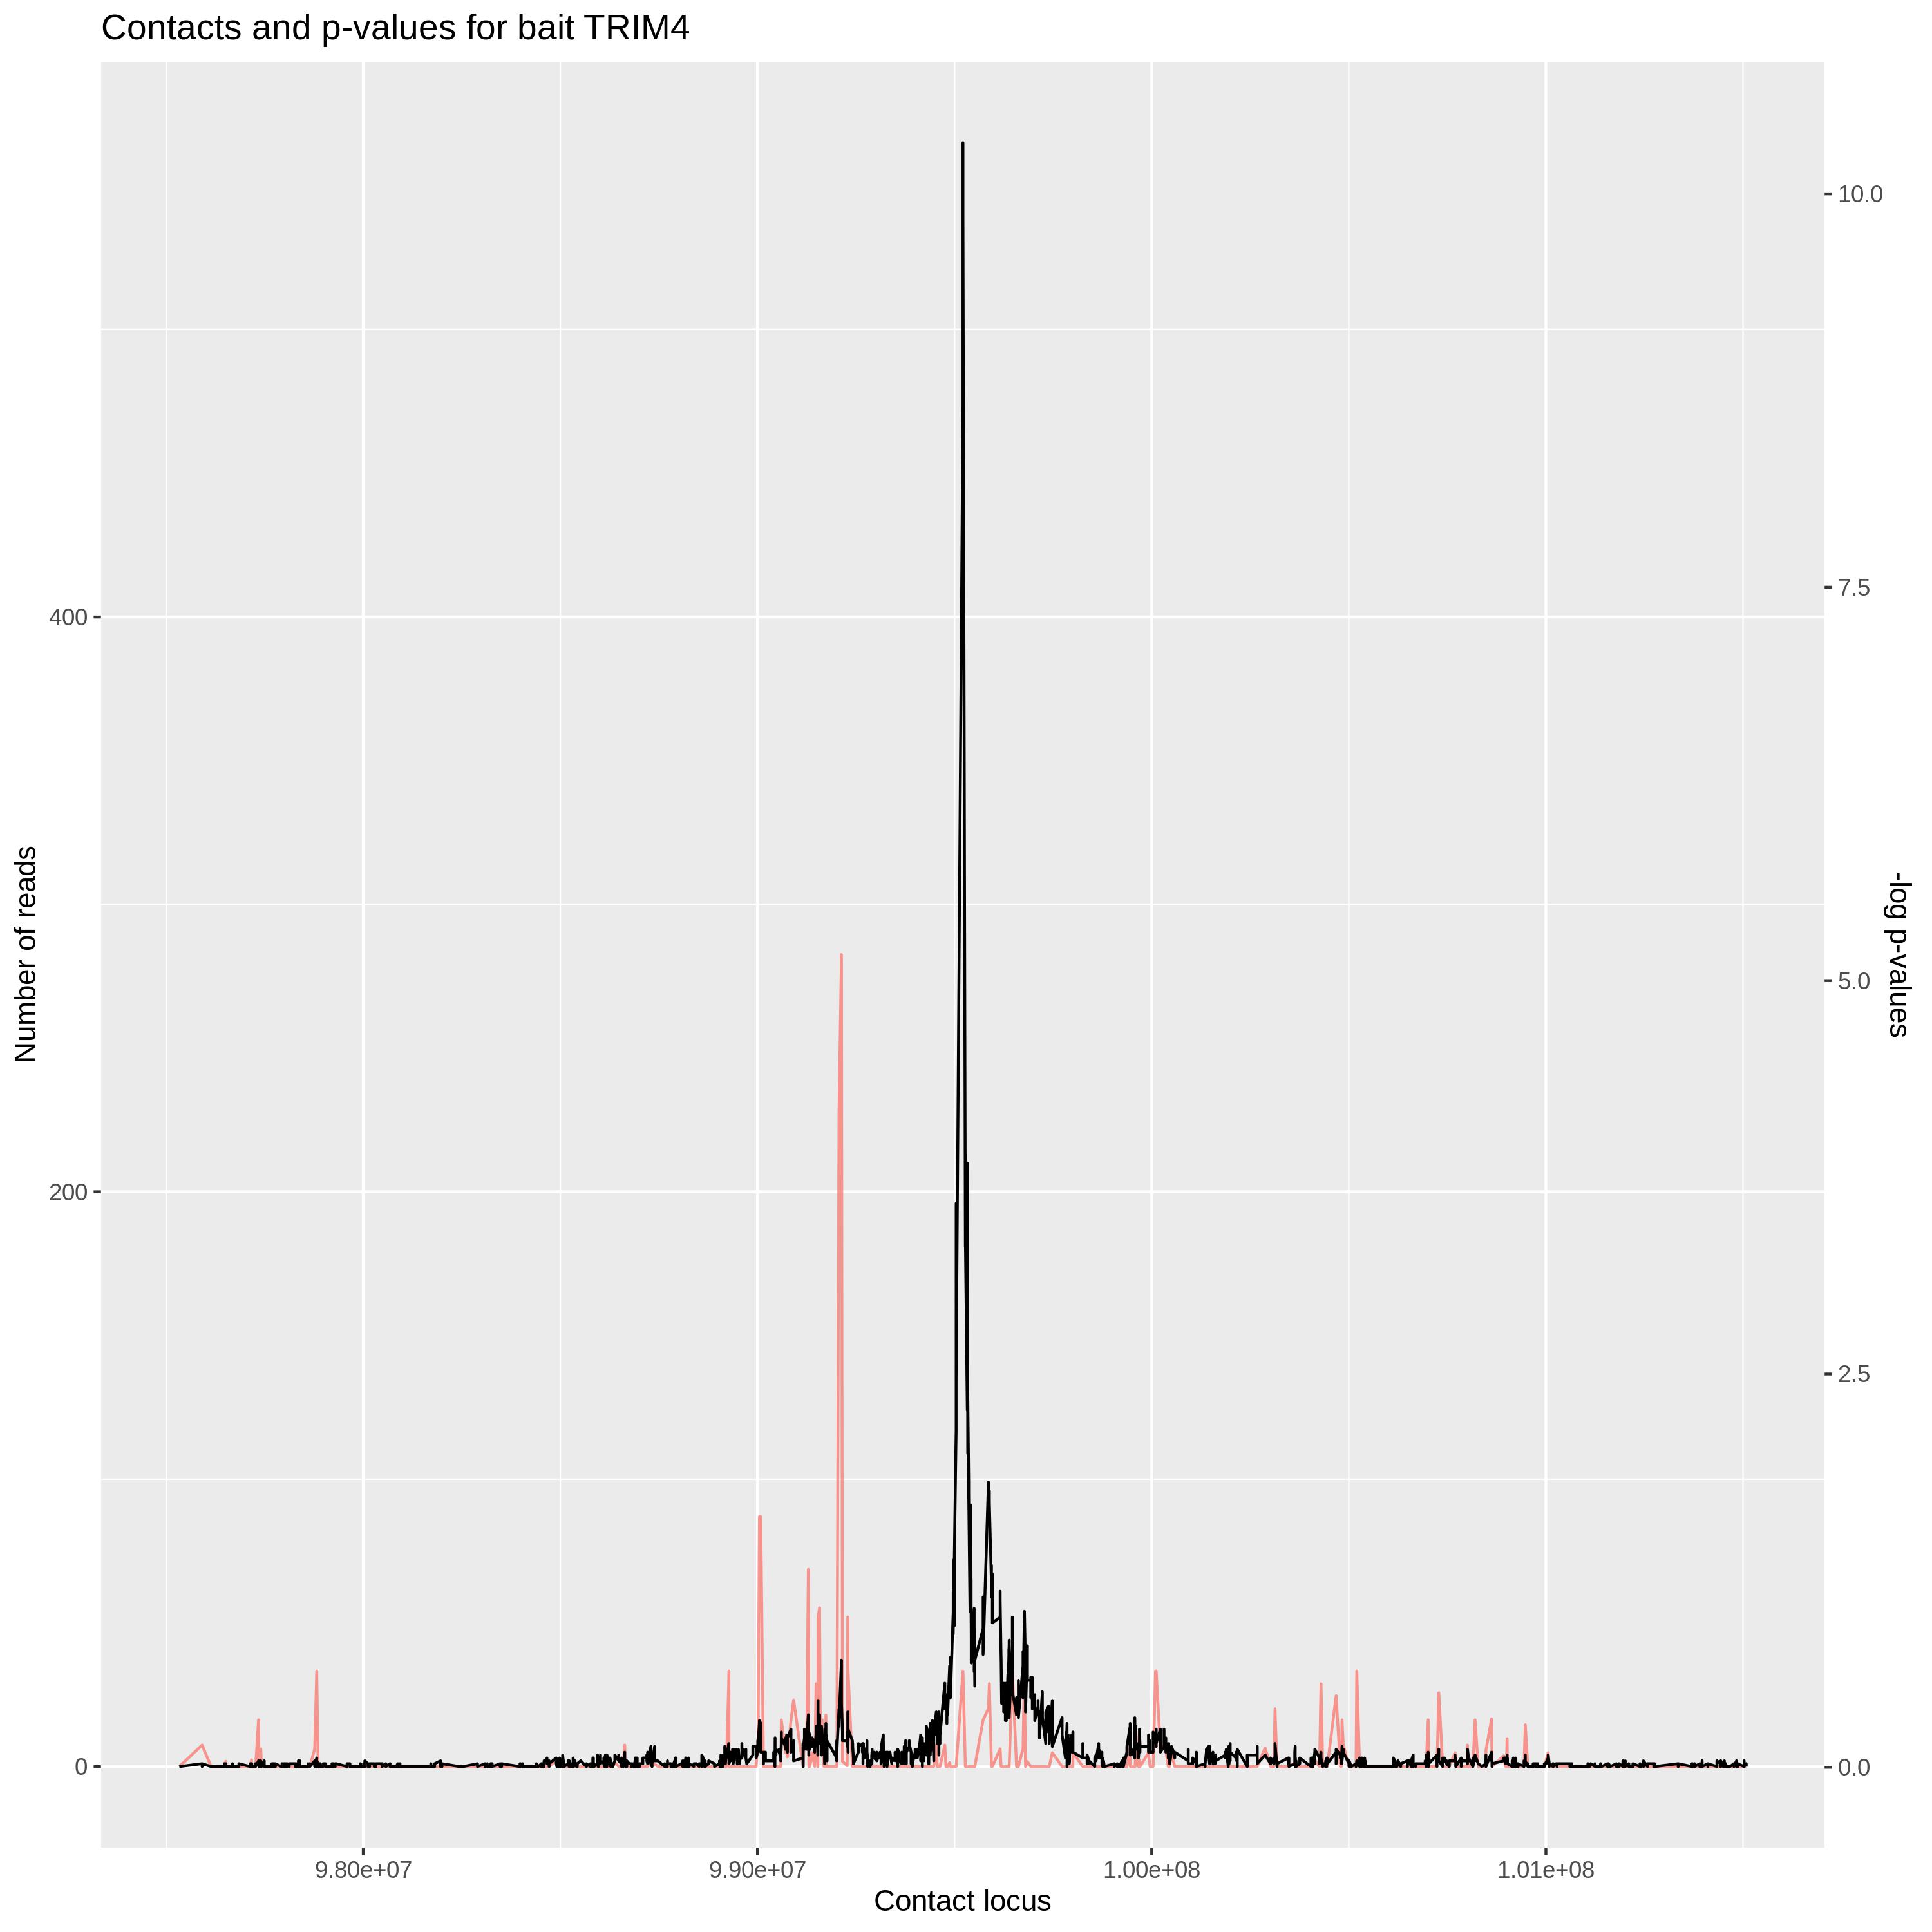 Contacts and p-values for bait TRIM4
Number of reads
400
200
0
10.0
7.5
5.0
2.5
0.0
-log p-values
9.80e+07
9.90e+07
1.00e+08
1.01e+08
Contact locus